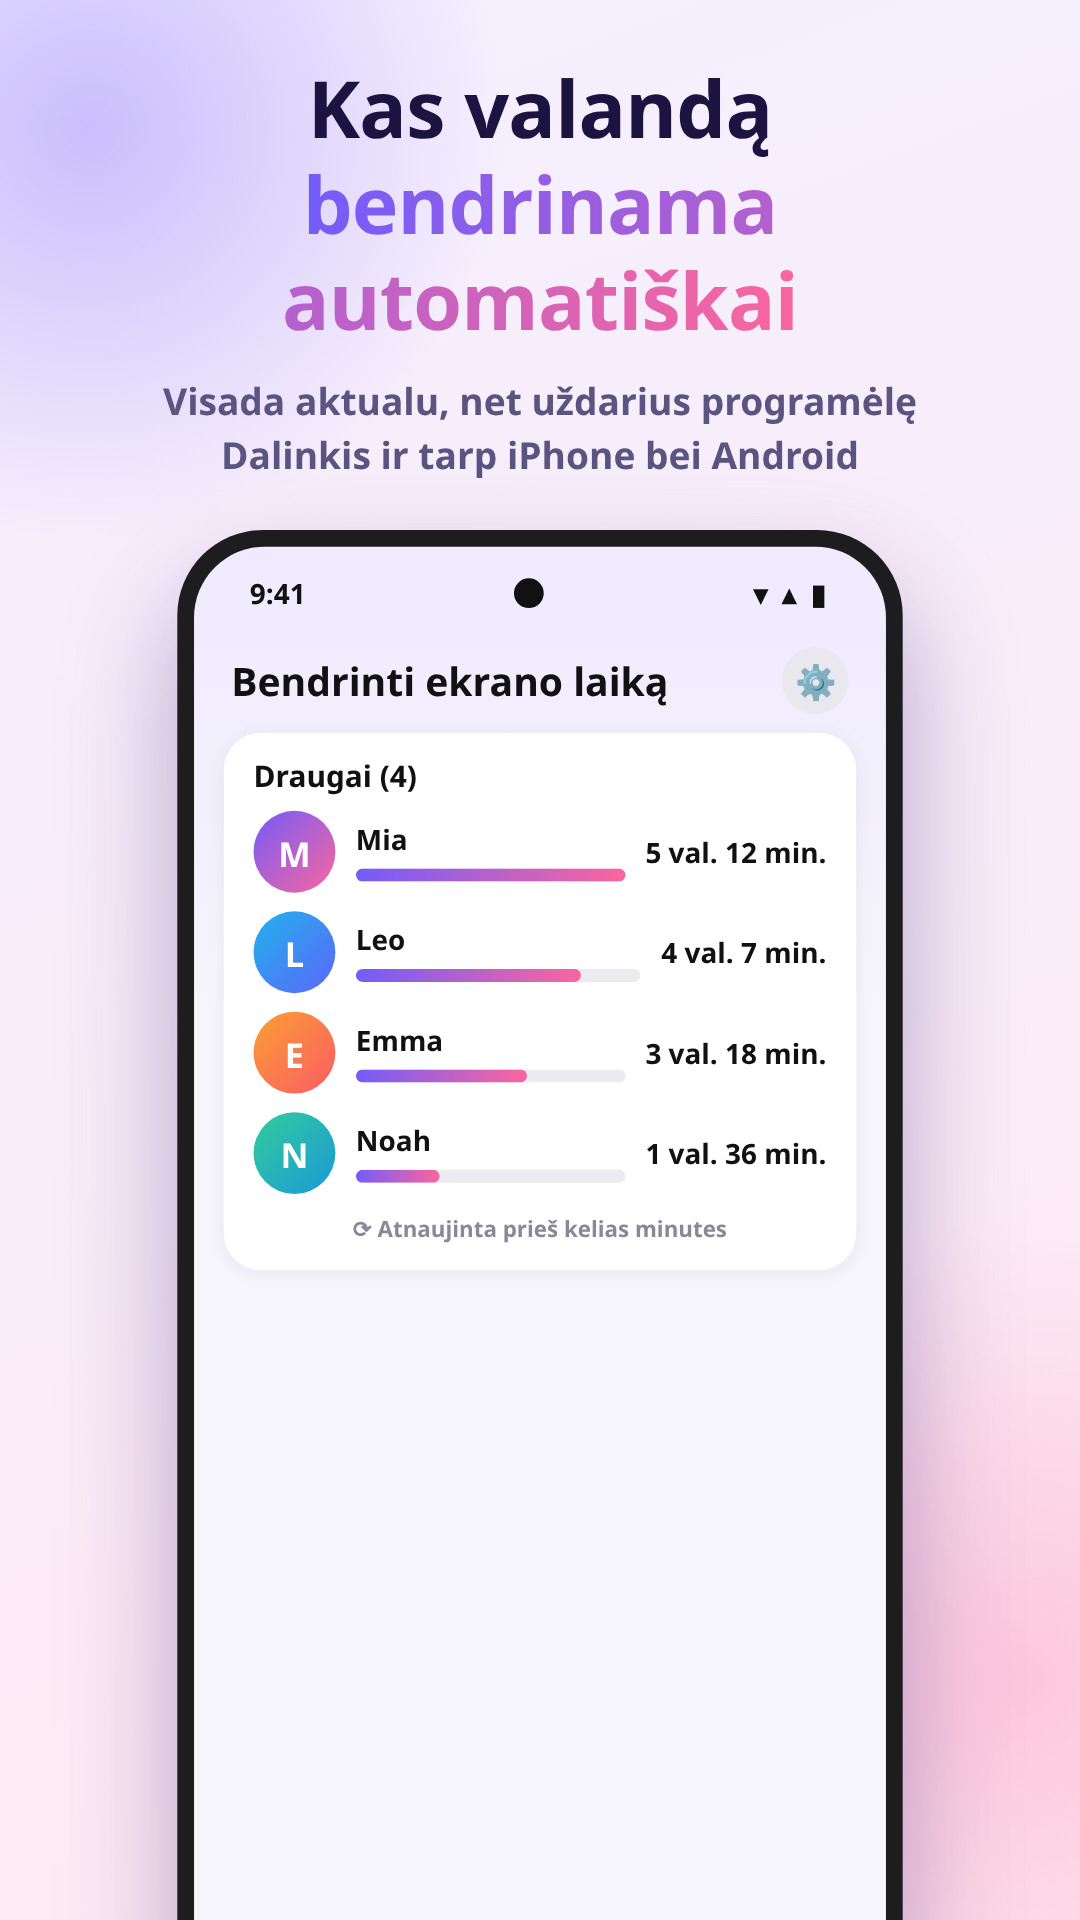 Kas valandą
bendrinama
automatiškai
Visada aktualu, net uždarius programėlę
Dalinkis ir tarp iPhone bei Android
9:41
Bendrinti ekrano laiką
Draugai (4)
M
Mia
5 val. 12 min.
L
Leo
4 val. 7 min.
E
Emma
3 val. 18 min.
N
Noah
1 val. 36 min.
⟳ Atnaujinta prieš kelias minutes